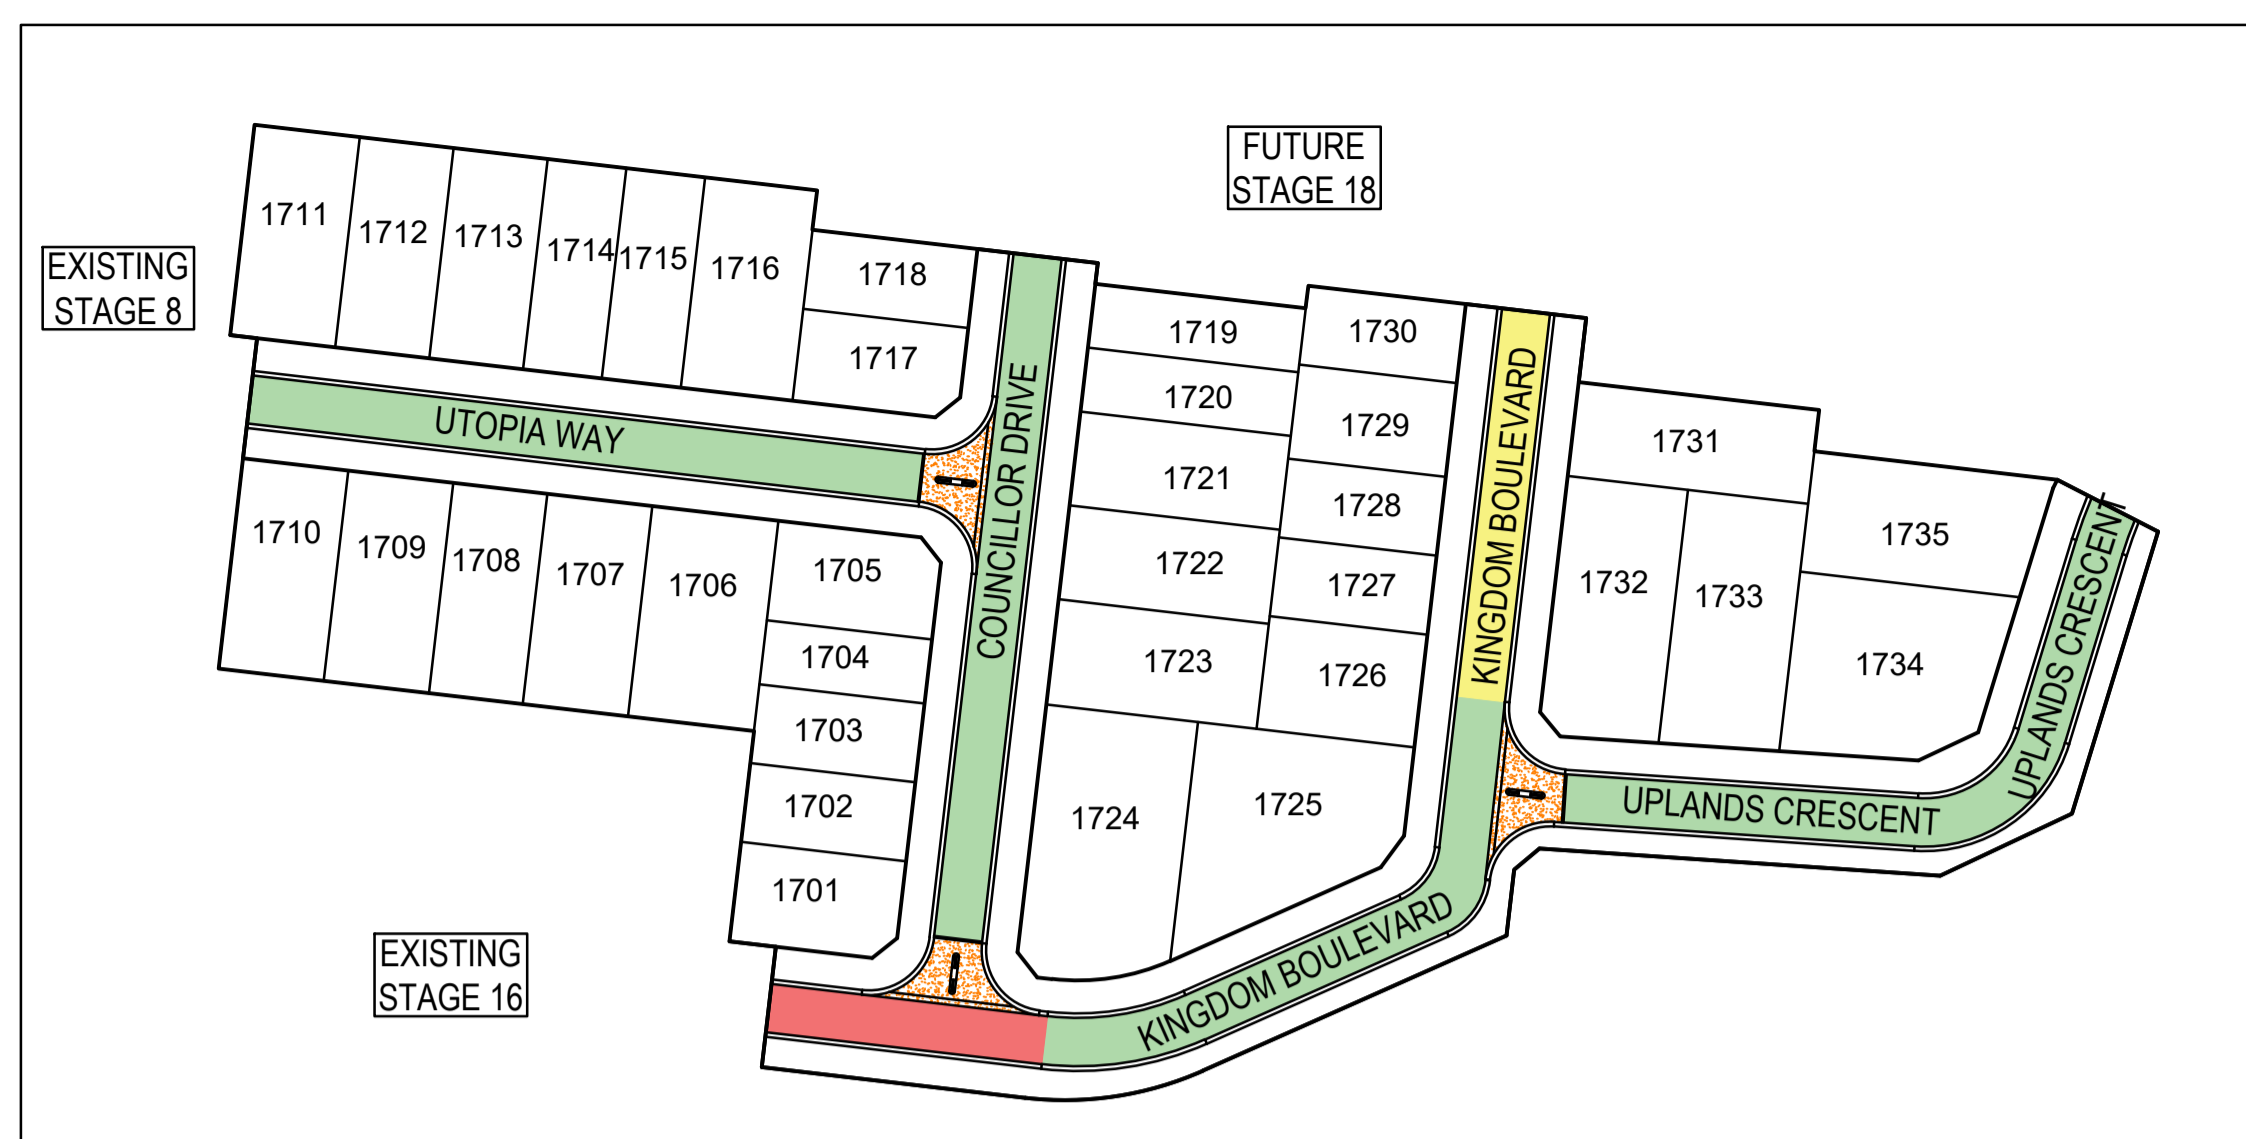 FUTURE
STAGE 18
EXISTING
STAGE 8
1711
1712
1713
1714
1715
1716
1718
1717
1719
1720
1721
1722
1723
1730
1729
1728
1727
1726
1731
1732
1733
1735
1734
UTOPIA WAY
COUNCILLOR DRIVE
KINGDOM BOULEVARD
UPLANDS CRESCENT
1710
1709
1708
1707
1706
1705
1704
1703
1702
1701
1724
1725
UPLANDS CRESCENT
UPLANDS CRESCENT
KINGDOM BOULEVARD
EXISTING
STAGE 16